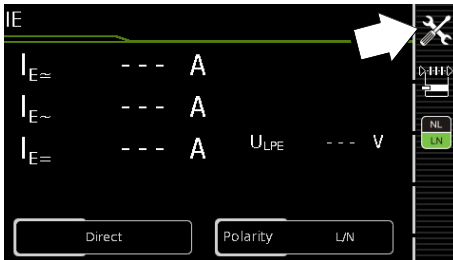 IE
IE≃ --- A
IE~ --- A
IE= --- A
ULPE --- V
NL
LN
Direct
Polarity L/N